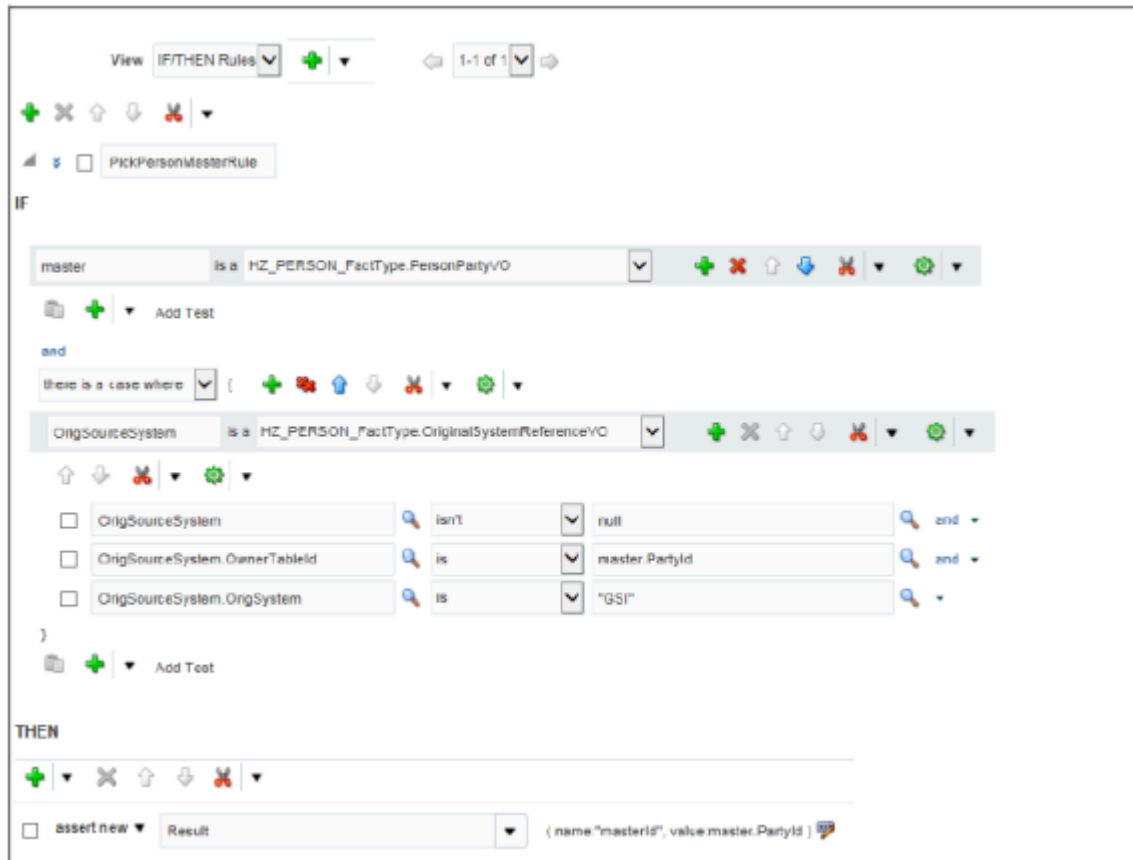 View IF/THEN Rules 1-1 of 1
PickPersonMasterRule
IF
master is a HZ_PERSON_FactType.PersonPartyVO
Add Test
and
there is a case where {
OrigSourceSystem is a HZ_PERSON_FactType.OriginalSystemReferenceVO
OrigSourceSystem isn't null and
OrigSourceSystem.OwnerTableId is master.PartyId and
OrigSourceSystem.OrigSystem is "GSI"
}
Add Test
THEN
assert new Result ( name:"masterId", value:master.PartyId )